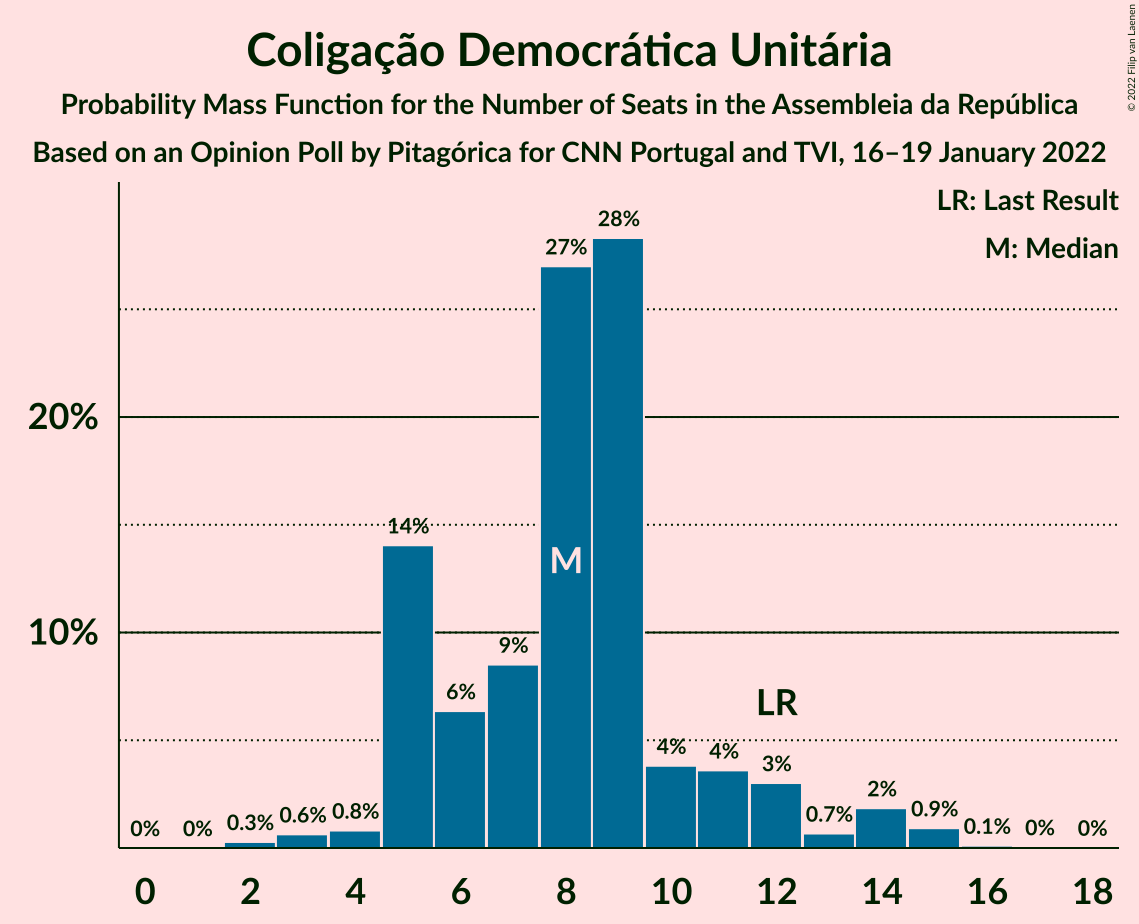 Coligação Democrática Unitária
Probability Mass Function for the Number of Seats in the Assembleia da República
Based on an Opinion Poll by Pitagórica for CNN Portugal and TVI, 16–19 January 2022
© 2022 Filip van Laenen
LR: Last Result
M: Median
28%
27%
20%
14%
M
10%
9%
6%
LR
4%
4%
3%
2%
0%
0%
0.3%
0.6%
0.8%
0.7%
0.9%
0.1%
0%
0%
0 2 4 6 8 10 12 14 16 18